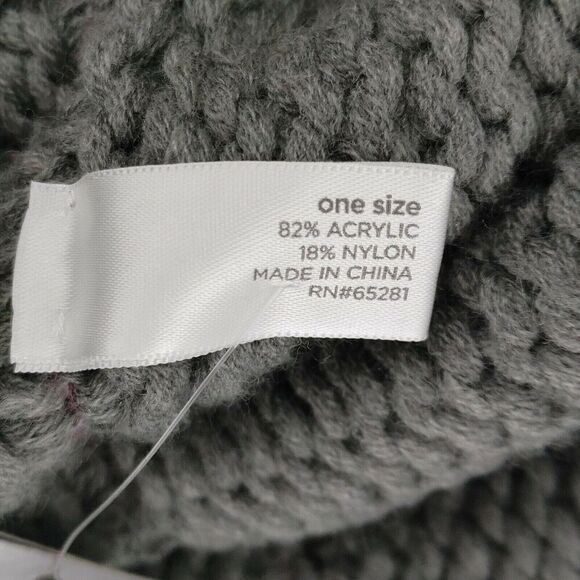 one size
82% ACRYLIC
18% NYLON
MADE IN CHINA
RN#65281